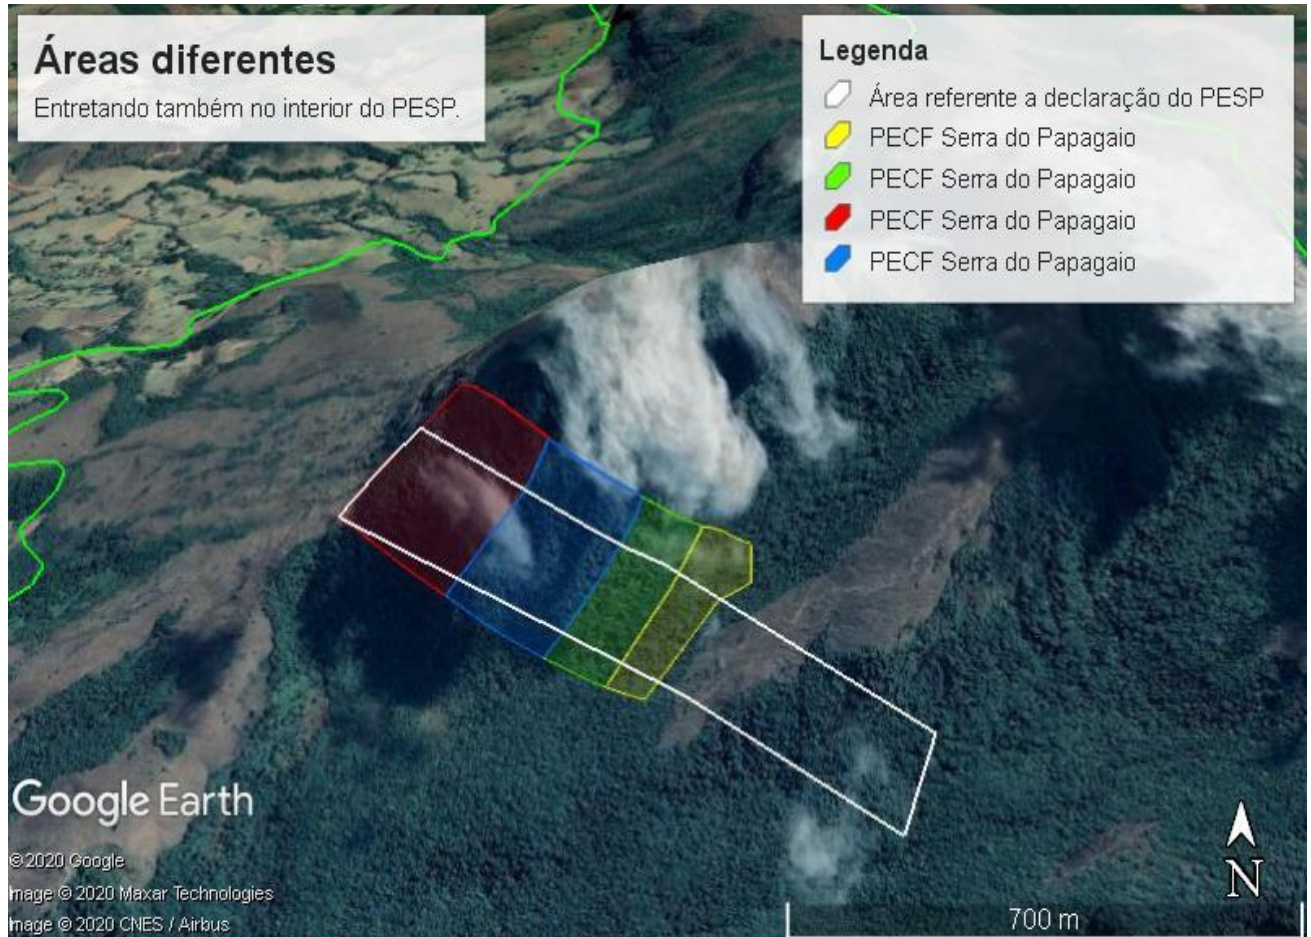 Áreas diferentes
Entretando também no interior do PESP.
Legenda
Área referente a declaração do PESP
PECF Serra do Papagaio
PECF Serra do Papagaio
PECF Serra do Papagaio
PECF Serra do Papagaio
Google Earth
© 2020 Google
Image © 2020 Maxar Technologies
Image © 2020 CNES / Airbus
N
700 m